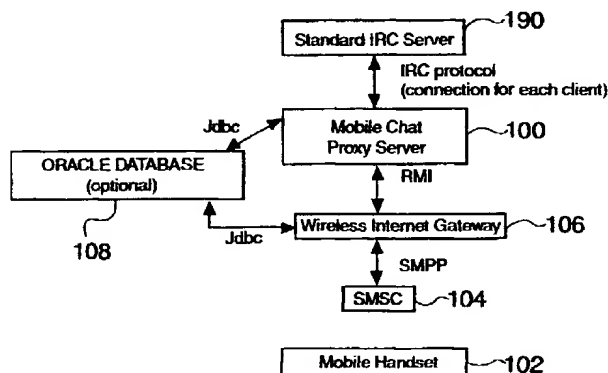 190
Standard IRC Server
IRC protocol
(connection for each client)
Jdbc
Mobile Chat
Proxy Server
100
ORACLE DATABASE
(optional)
RMI
108
Jdbc
Wireless Internet Gateway
106
SMPP
SMSC
104
Mobile Handset
102